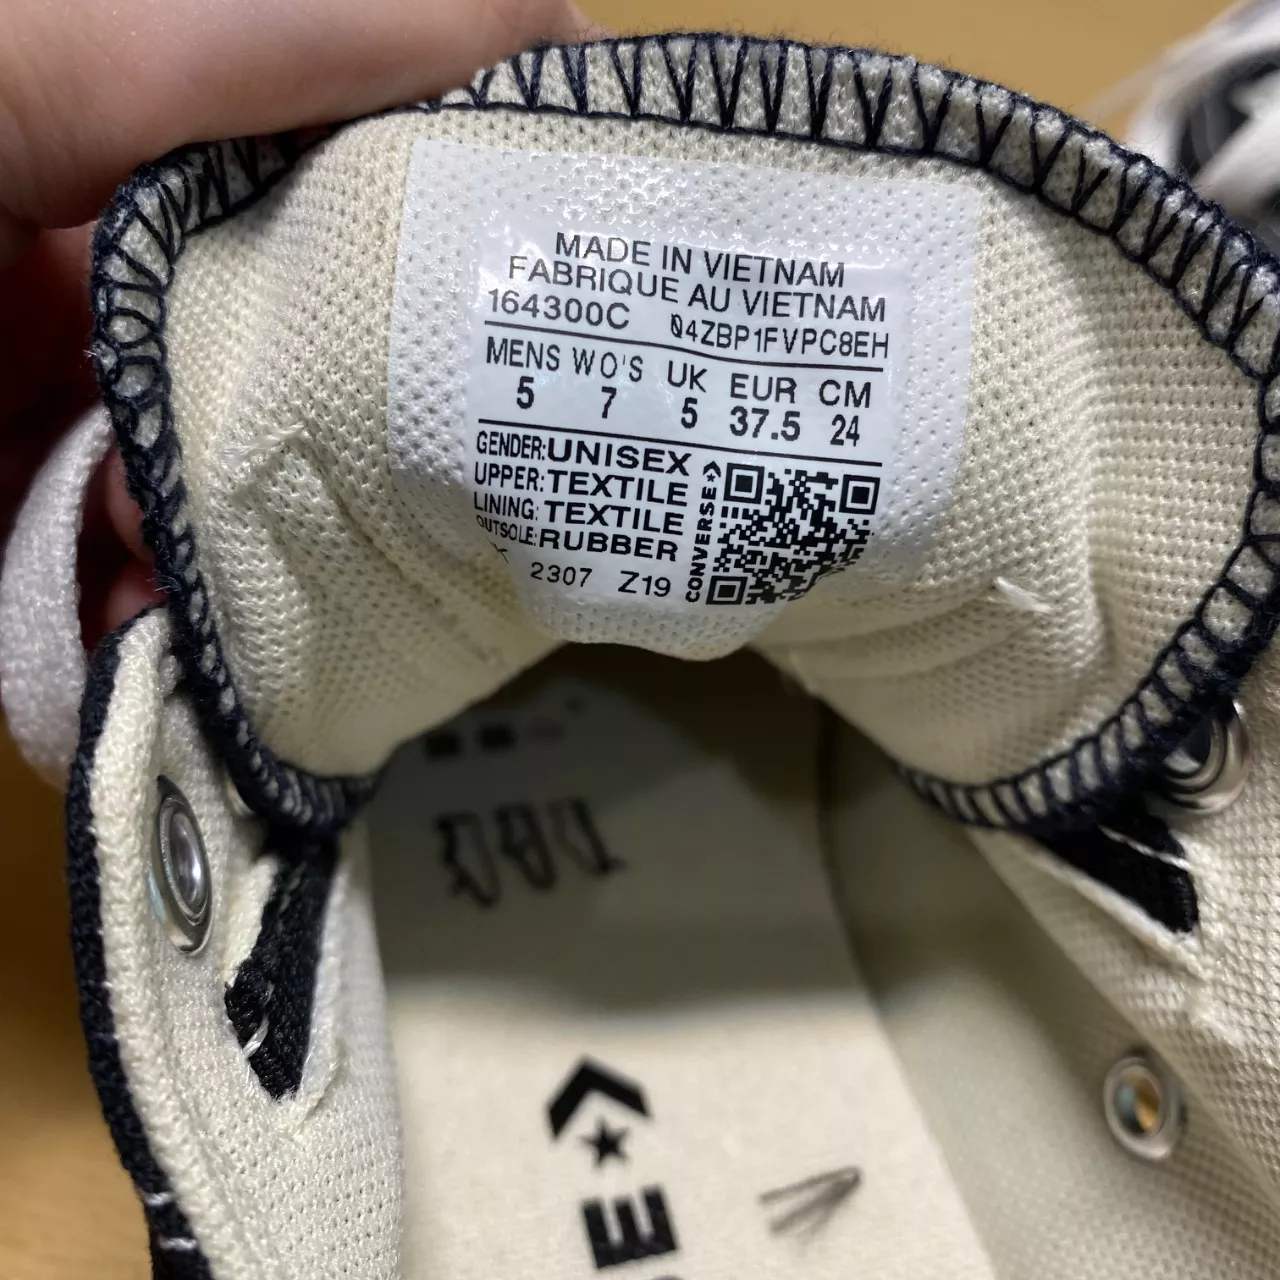 MADE IN VIETNAM
FABRIQUE AU VIETNAM
164300C 04ZBP1FVPC8EH
MENS WO'S UK EUR CM
5 7 5 37.5 24
GENDER:UNISEX
UPPER:TEXTILE
LINING:TEXTILE
OUTSOLE:RUBBER
2307 Z19
CONVERSE